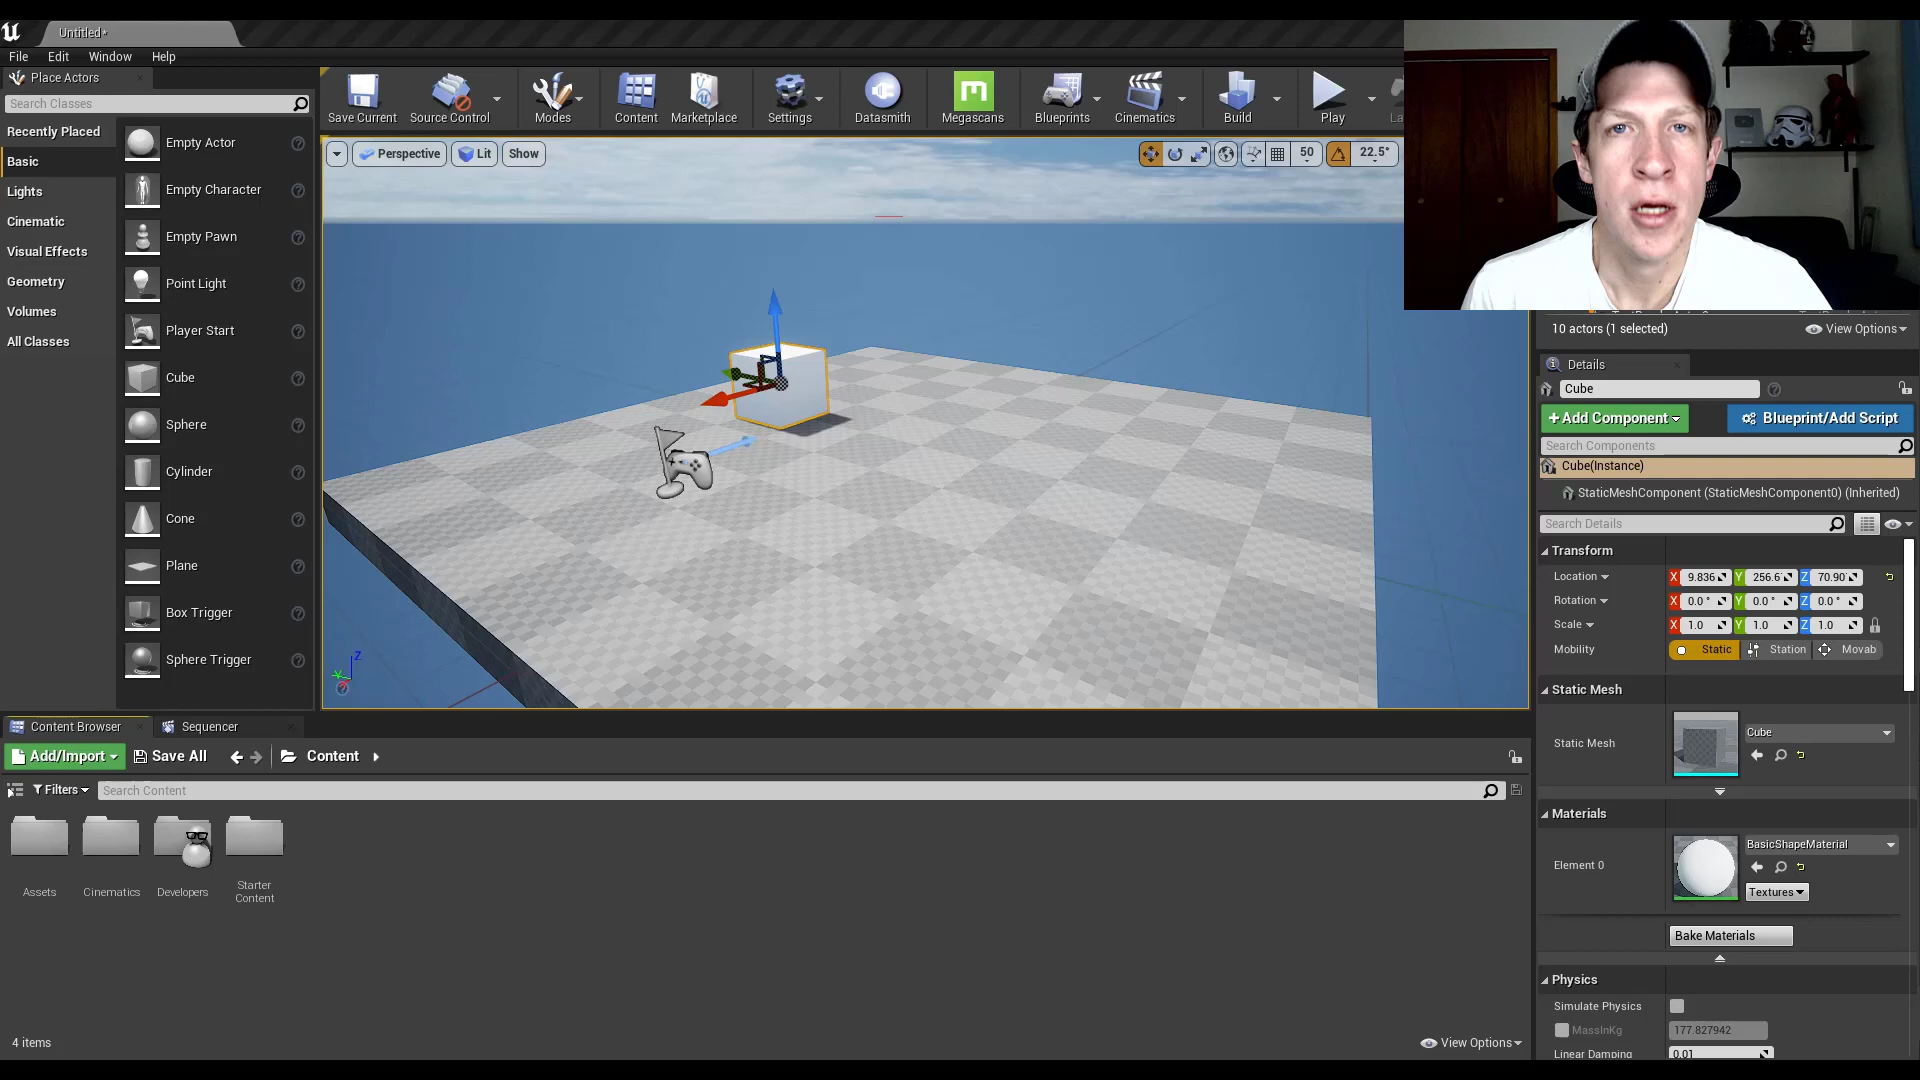 Untitled*
File Edit Window Help
Place Actors
Search Classes
Recently Placed
Basic
Lights
Cinematic
Visual Effects
Geometry
Volumes
All Classes
Empty Actor
Empty Character
Empty Pawn
Point Light
Player Start
Cube
Sphere
Cylinder
Cone
Plane
Box Trigger
Sphere Trigger
Save Current Source Control Modes Content Marketplace Settings Datasmith Megascans Blueprints Cinematics Build Play
Perspective Lit Show 50 22.5°
Z
10 actors (1 selected) View Options
Details
Cube
+Add Component Blueprint/Add Script
Search Components
Cube(Instance)
StaticMeshComponent (StaticMeshComponent0) (Inherited)
Search Details
Transform
Location X 9.836 Y 256.6 Z 70.90
Rotation X 0.0 ° Y 0.0 ° Z 0.0 °
Scale X 1.0 Y 1.0 Z 1.0
Mobility Static Station Movab
Static Mesh
Static Mesh Cube
Materials
Element 0 BasicShapeMaterial
Textures
Bake Materials
Physics
Simulate Physics
MassInKg 177.827942
Linear Damping 0.01
Content Browser Sequencer
Add/Import Save All Content
Filters Search Content
Assets Cinematics Developers Starter
Content
4 items View Options